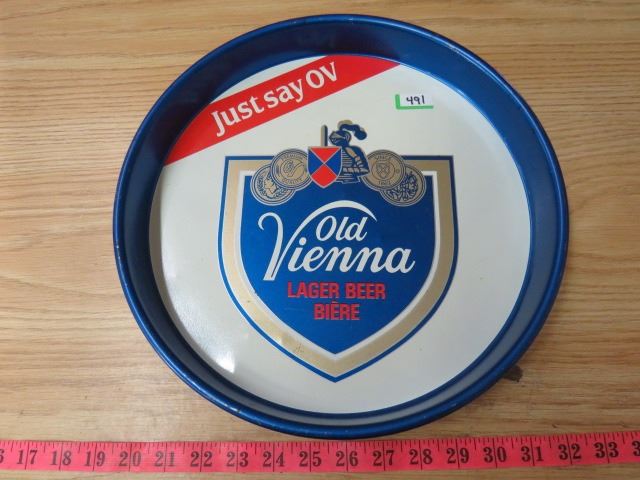 Just say OV
491
Old
Vienna
LAGER BEER
BIÈRE
17 18 19 20 21 22 23 24 25 26 27 28 29 30 31 32 33